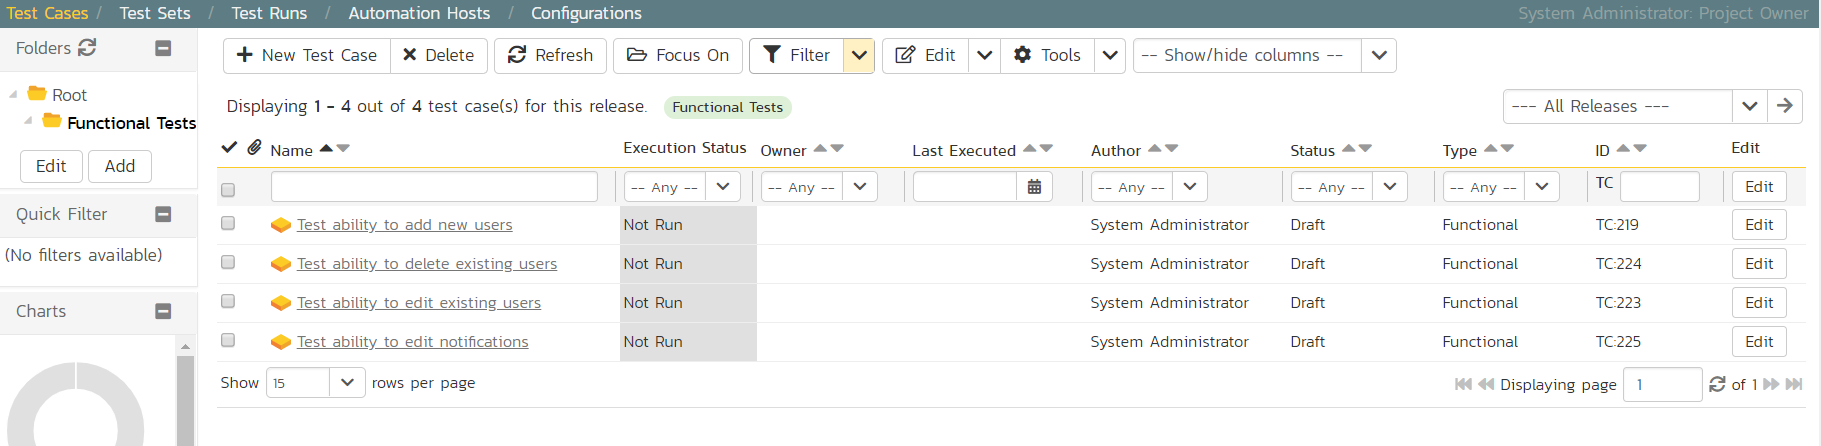 Test Cases / Test Sets / Test Runs / Automation Hosts / Configurations System Administrator: Project Owner
Folders
Root
Functional Tests
Edit Add
Quick Filter
(No filters available)
Charts
New Test Case Delete Refresh Focus On Filter Edit Tools -- Show/hide columns --
Displaying 1 - 4 out of 4 test case(s) for this release. Functional Tests --- All Releases ---
Name Execution Status Owner Last Executed Author Status Type ID Edit
-- Any -- -- Any -- -- Any -- -- Any -- -- Any -- TC Edit
Test ability to add new users Not Run System Administrator Draft Functional TC:219 Edit
Test ability to delete existing users Not Run System Administrator Draft Functional TC:224 Edit
Test ability to edit existing users Not Run System Administrator Draft Functional TC:223 Edit
Test ability to edit notifications Not Run System Administrator Draft Functional TC:225 Edit
Show 15 rows per page Displaying page 1 of 1